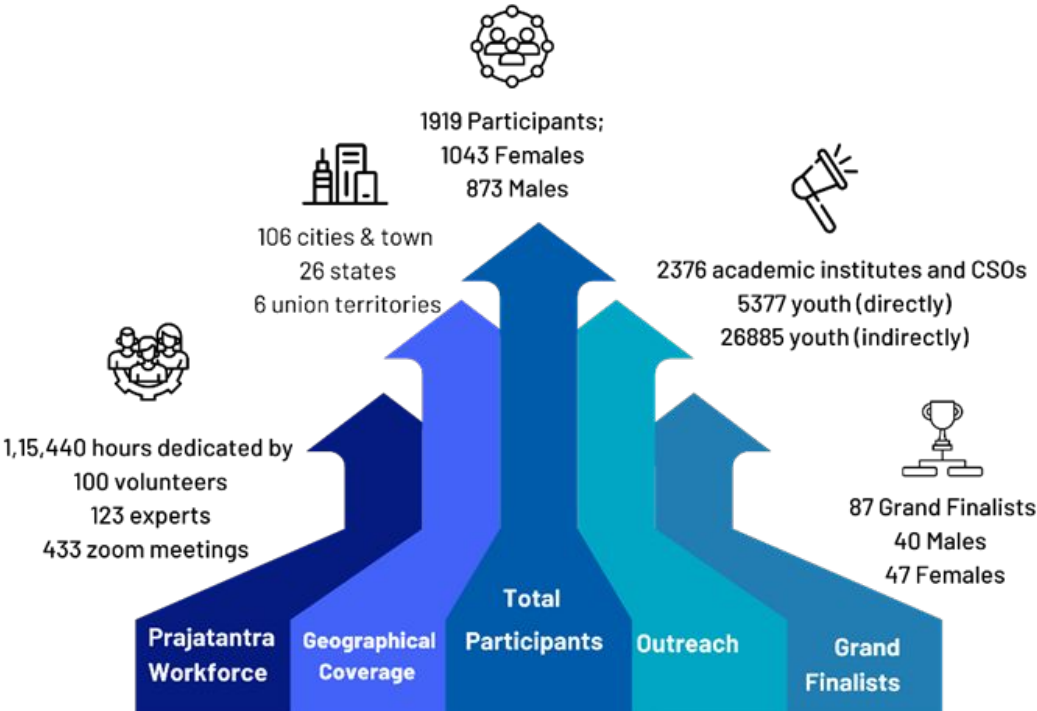 1919 Participants;
1043 Females
873 Males
106 cities & town
26 states
6 union territories
2376 academic institutes and CSOs
5377 youth (directly)
26885 youth (indirectly)
1,15,440 hours dedicated by
100 volunteers
123 experts
433 zoom meetings
87 Grand Finalists
40 Males
47 Females
Prajatantra
Workforce
Geographical
Coverage
Total
Participants
Outreach
Grand
Finalists